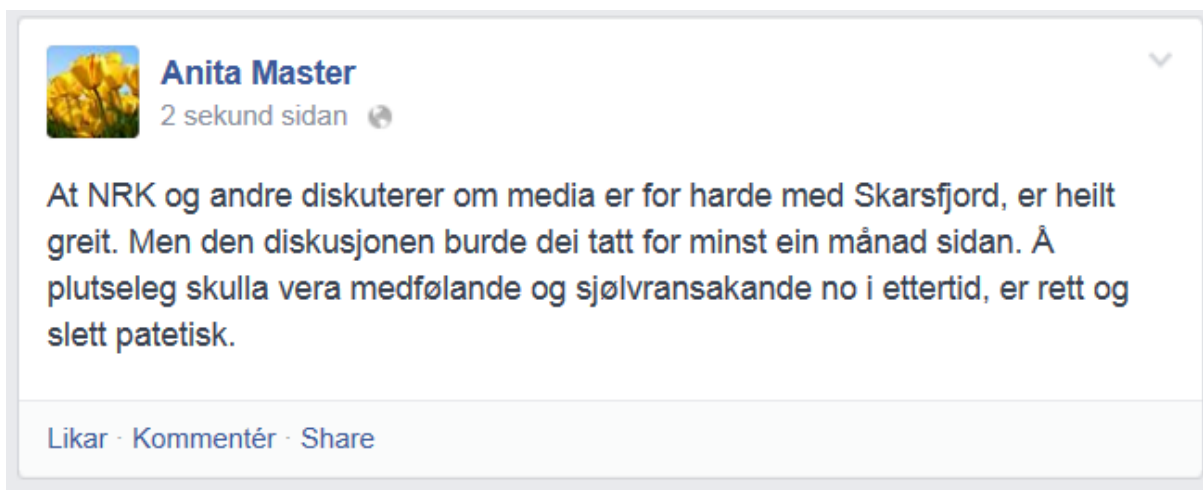 Anita Master
2 sekund sidan
At NRK og andre diskuterer om media er for harde med Skarsfjord, er heilt
greit. Men den diskusjonen burde dei tatt for minst ein månad sidan. Å
plutseleg skulla vera medfølande og sjølvransakande no i ettertid, er rett og
slett patetisk.
Likar · Kommentér · Share